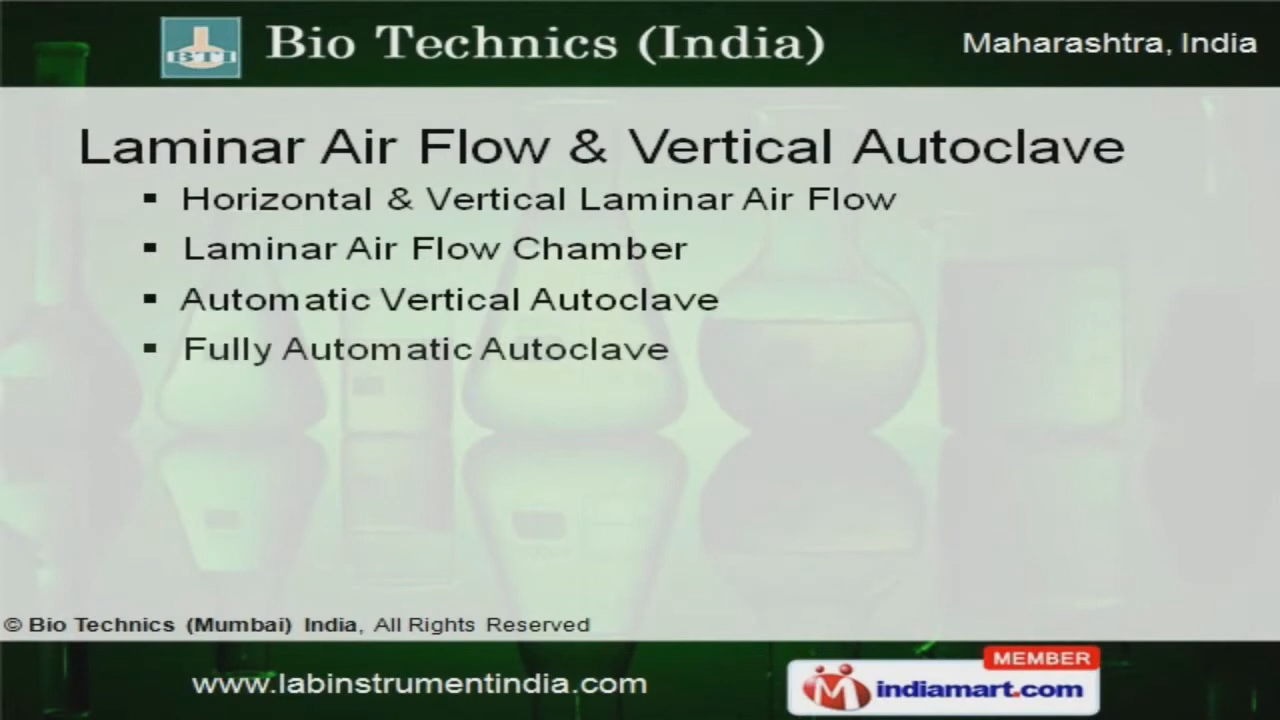 BTI
Bio Technics (India)
Maharashtra, India
Laminar Air Flow & Vertical Autoclave
▪ Horizontal & Vertical Laminar Air Flow
▪ Laminar Air Flow Chamber
▪ Automatic Vertical Autoclave
▪ Fully Automatic Autoclave
© Bio Technics (Mumbai) India, All Rights Reserved
www.labinstrumentindia.com
MEMBER
indiamart.com